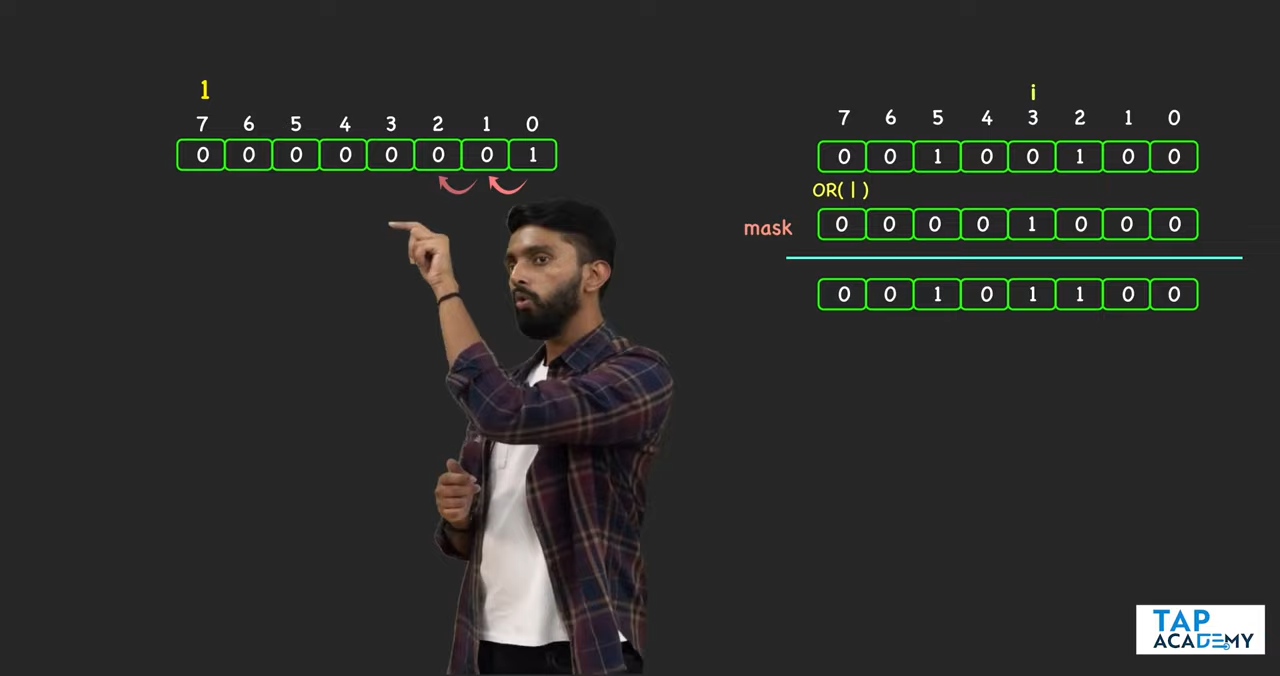 1
7 6 5 4 3 2 1 0
0 0 0 0 0 0 0 1
i
7 6 5 4 3 2 1 0
0 0 1 0 0 1 0 0
OR( | )
mask 0 0 0 0 1 0 0 0
0 0 1 0 1 1 0 0
TAP
ACADEMY